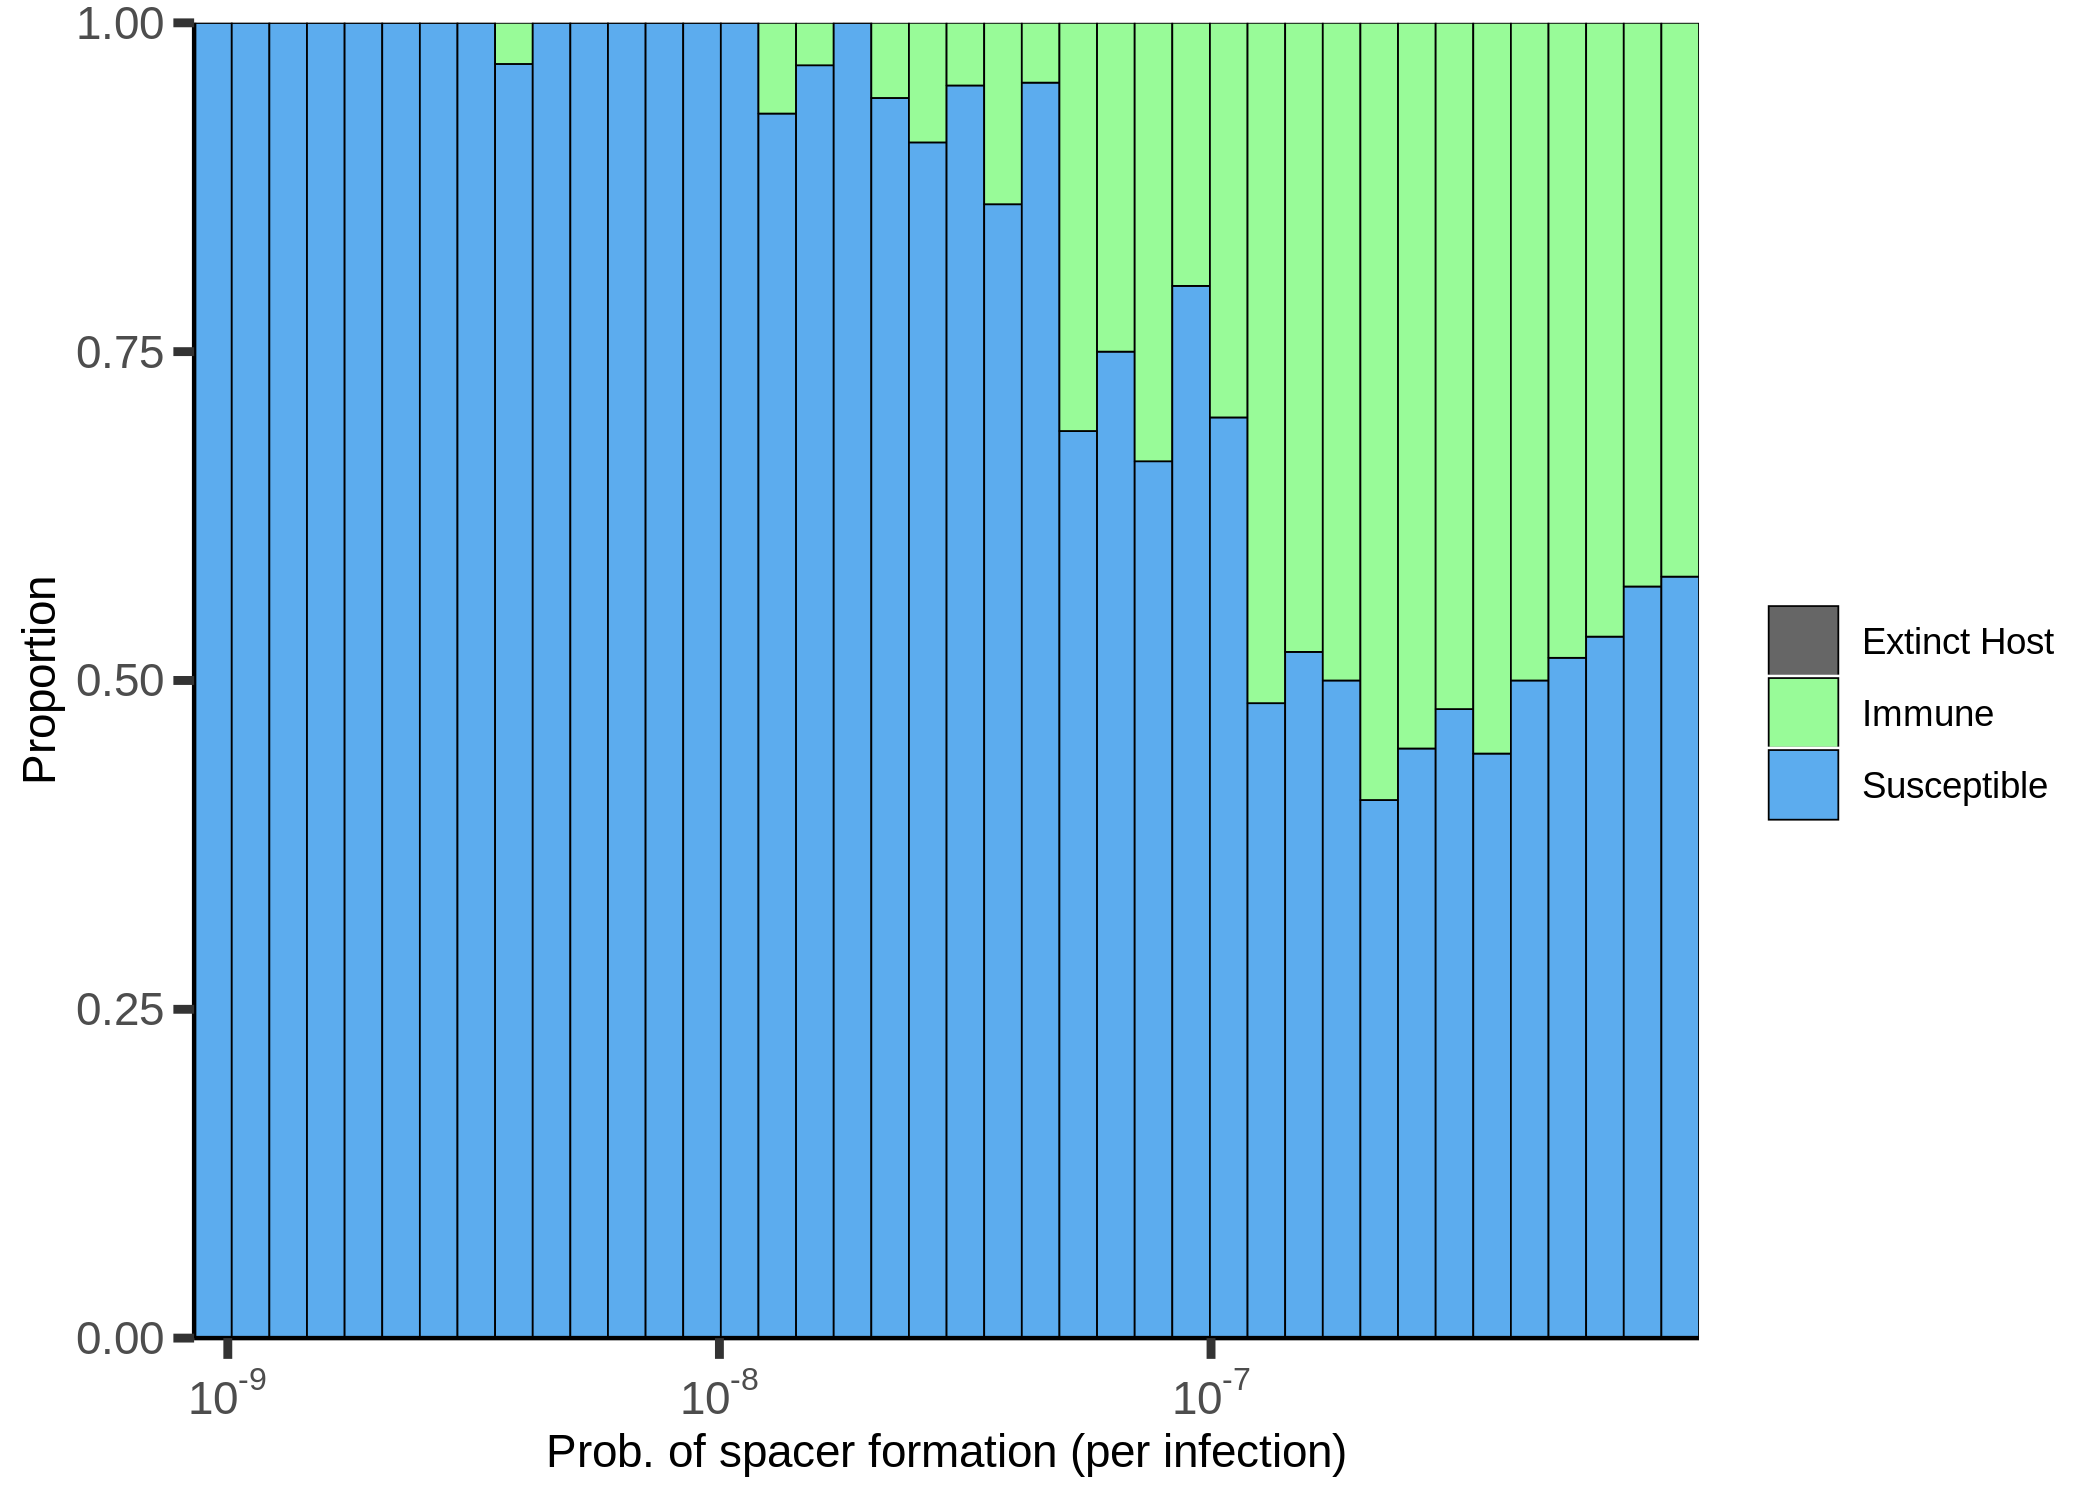 1.00
0.75
0.50
0.25
0.00
Proportion
10-9
10-8
10-7
Prob. of spacer formation (per infection)
Extinct Host
Immune
Susceptible